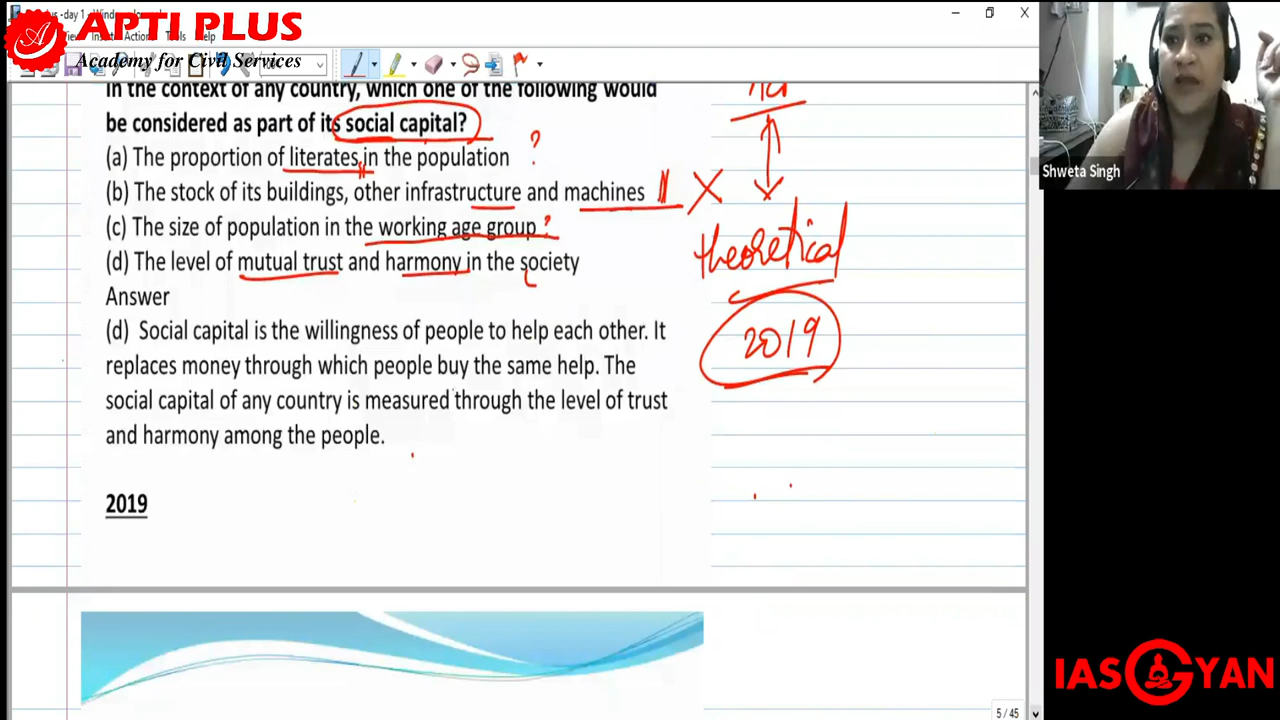 APTI PLUS
Academy for Civil Services
In the context of any country, which one of the following would
be considered as part of its social capital?
(a) The proportion of literates in the population ?
(b) The stock of its buildings, other infrastructure and machines
(c) The size of population in the working age group ?
(d) The level of mutual trust and harmony in the society
Answer
(d) Social capital is the willingness of people to help each other. It
replaces money through which people buy the same help. The
social capital of any country is measured through the level of trust
and harmony among the people.
2019
theoretical
2019
Shweta Singh
5 / 45
IAS GYAN